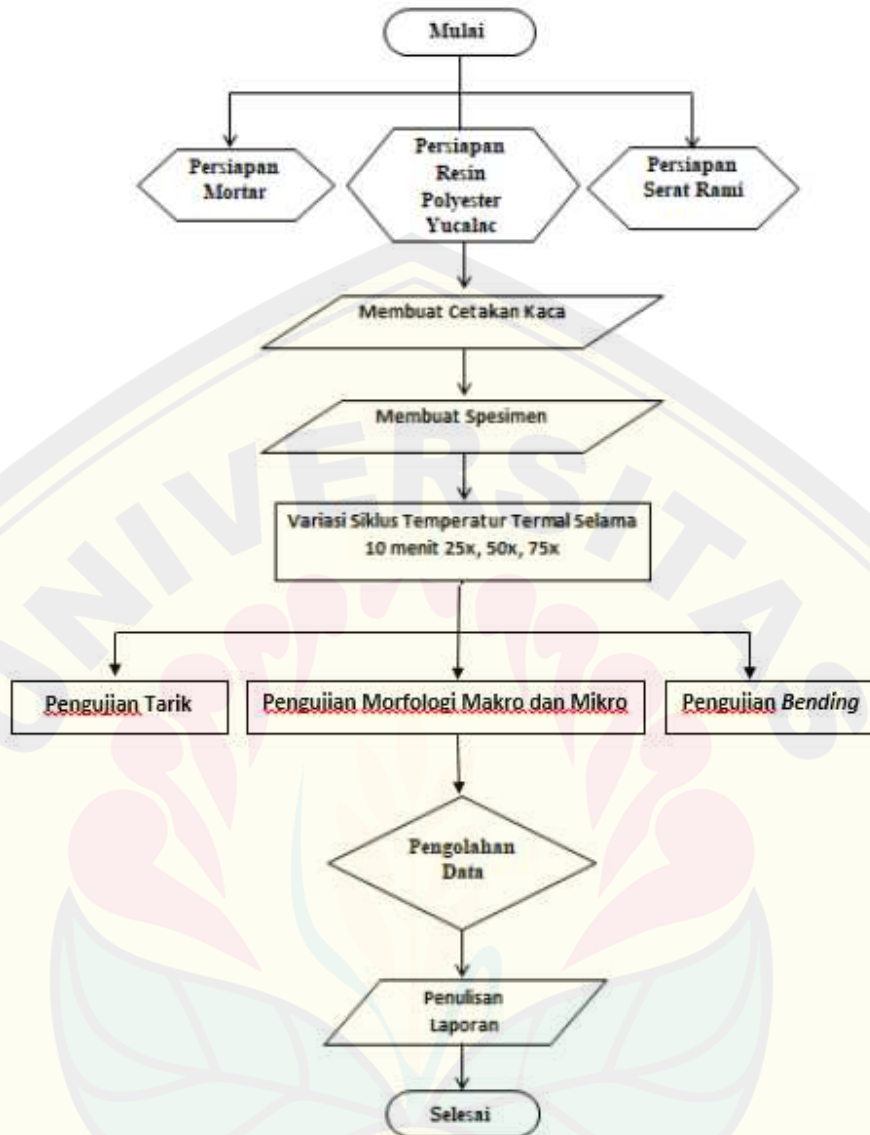 Mulai
Persiapan
Mortar
Persiapan
Resin
Polyester
Yucalac
Persiapan
Serat Rami
Membuat Cetakan Kaca
Membuat Spesimen
Variasi Siklus Temperatur Termal Selama
10 menit 25x, 50x, 75x
Pengujian Tarik
Pengujian Morfologi Makro dan Mikro
Pengujian Bending
Pengolahan
Data
Penulisan
Laporan
Selesai
UNIVERSITAS